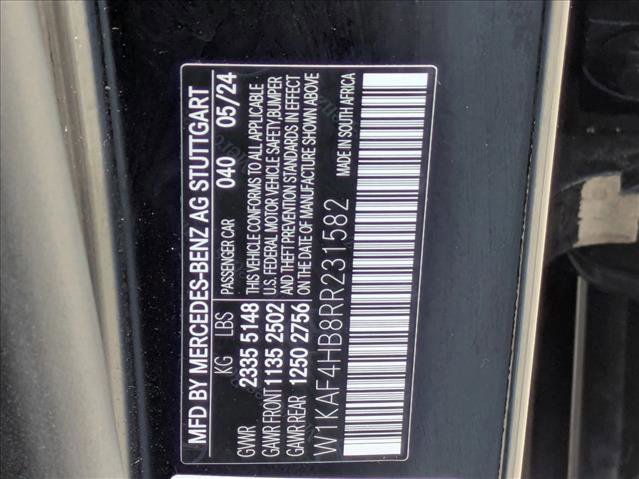 MFD BY MERCEDES-BENZ AG STUTTGART
KG LBS PASSENGER CAR 040 05/24
GVWR 2335 5148 THIS VEHICLE CONFORMS TO ALL APPLICABLE
GAWR FRONT 1135 2502 U.S. FEDERAL MOTOR VEHICLE SAFETY,BUMPER
GAWR REAR 1250 2756 AND THEFT PREVENTION STANDARDS IN EFFECT
ON DATE OF MANUFACTURE SHOWN ABOVE
W1KAF4HB8RR231582
MADE IN SOUTH AFRICA